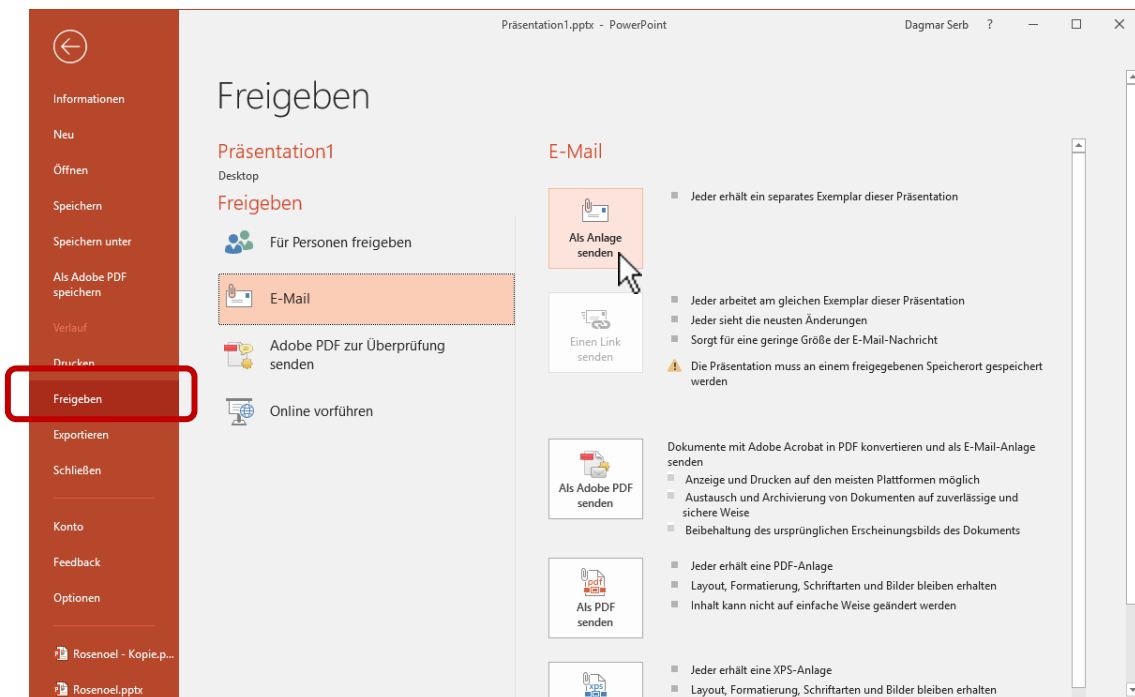 Präsentation1.pptx - PowerPoint
Dagmar Serb ?
Informationen
Neu
Öffnen
Speichern
Speichern unter
Als Adobe PDF
speichern
Verlauf
Drucken
Freigeben
Exportieren
Schließen
Konto
Feedback
Optionen
Rosenoel - Kopie.p...
Rosenoel.pptx
Freigeben
Präsentation1
Desktop
Freigeben
Für Personen freigeben
E-Mail
Adobe PDF zur Überprüfung
senden
Online vorführen
E-Mail
Als Anlage
senden
Jeder erhält ein separates Exemplar dieser Präsentation
Einen Link
senden
Jeder arbeitet am gleichen Exemplar dieser Präsentation
Jeder sieht die neusten Änderungen
Sorgt für eine geringe Größe der E-Mail-Nachricht
Die Präsentation muss an einem freigegebenen Speicherort gespeichert
werden
Als Adobe PDF
senden
Dokumente mit Adobe Acrobat in PDF konvertieren und als E-Mail-Anlage
senden
Anzeige und Drucken auf den meisten Plattformen möglich
Austausch und Archivierung von Dokumenten auf zuverlässige und
sichere Weise
Beibehaltung des ursprünglichen Erscheinungsbilds des Dokuments
pdf
Als PDF
senden
Jeder erhält eine PDF-Anlage
Layout, Formatierung, Schriftarten und Bilder bleiben erhalten
Inhalt kann nicht auf einfache Weise geändert werden
xps
Jeder erhält eine XPS-Anlage
Layout, Formatierung, Schriftarten und Bilder bleiben erhalten